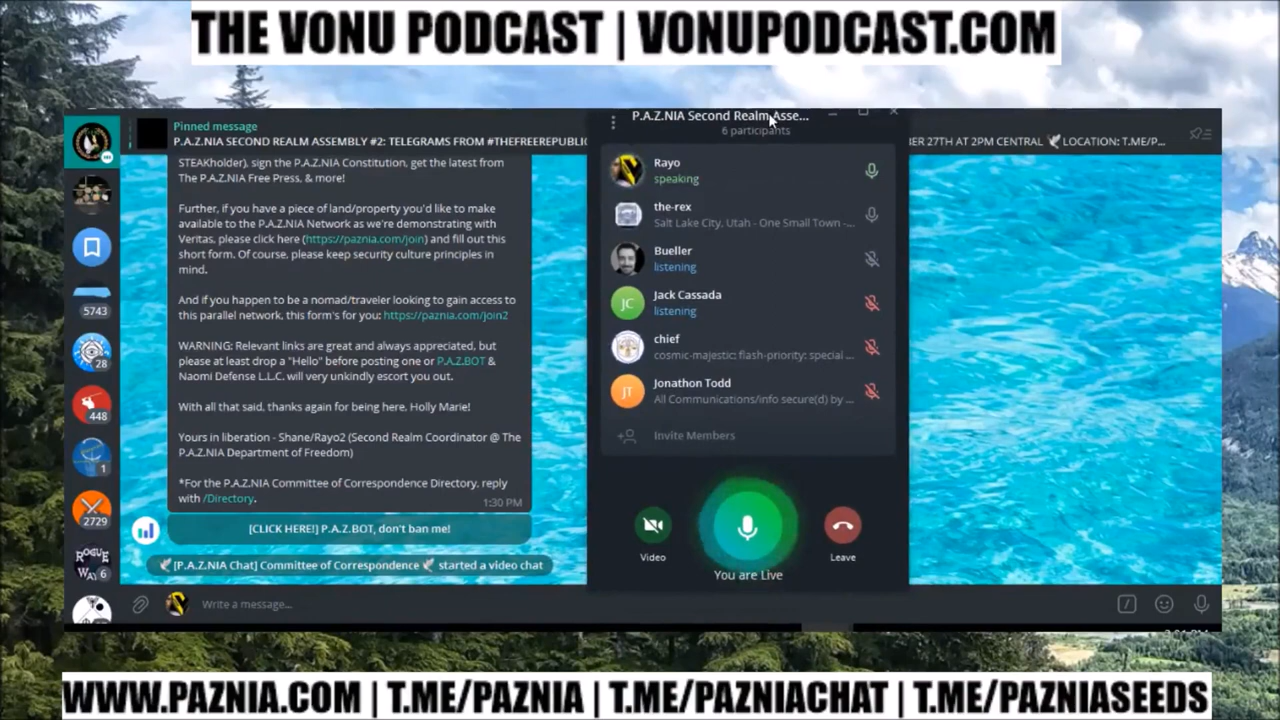 THE VONU PODCAST | VONUPODCAST.COM
Pinned message
P.A.Z.NIA SECOND REALM ASSEMBLY #2: TELEGRAMS FROM #THEFREEREPUBLIC
27TH AT 2PM CENTRAL 🕊 LOCATION: T.ME/P...
STEAKholder), sign the P.A.Z.NIA Constitution, get the latest from
The P.A.Z.NIA Free Press, & more!
Further, if you have a piece of land/property you'd like to make
available to the P.A.Z.NIA Network as we're demonstrating with
Veritas, please click here (https://paznia.com/join) and fill out this
short form. Of course, please keep security culture principles in
mind.
And if you happen to be a nomad/traveler looking to gain access to
this parallel network, this form's for you: https://paznia.com/join2
WARNING: Relevant links are great and always appreciated, but
please at least drop a "Hello" before posting one or P.A.Z.BOT &
Naomi Defense L.L.C. will very unkindly escort you out.
With all that said, thanks again for being here, Holly Marie!
Yours in liberation - Shane/Rayo2 (Second Realm Coordinator @ The
P.A.Z.NIA Department of Freedom)
*For the P.A.Z.NIA Committee of Correspondence Directory, reply
with /Directory.
1:30 PM
[CLICK HERE!] P.A.Z.BOT, don't ban me!
🕊[P.A.Z.NIA Chat] Committee of Correspondence 🕊 started a video chat
Write a message...
5743
28
448
1
2729
ROGUE
WAY
6
P.A.Z.NIA Second Realm Asse...
6 participants
Rayo
speaking
the-rex
Salt Lake City, Utah - One Small Town -...
Bueller
listening
JC
Jack Cassada
listening
chief
cosmic-majestic: flash-priority: special ...
JT
Jonathon Todd
All Communications/info secure(d) by ...
Invite Members
Video
Leave
You are Live
WWW.PAZNIA.COM | T.ME/PAZNIA | T.ME/PAZNIACHAT | T.ME/PAZNIASEEDS